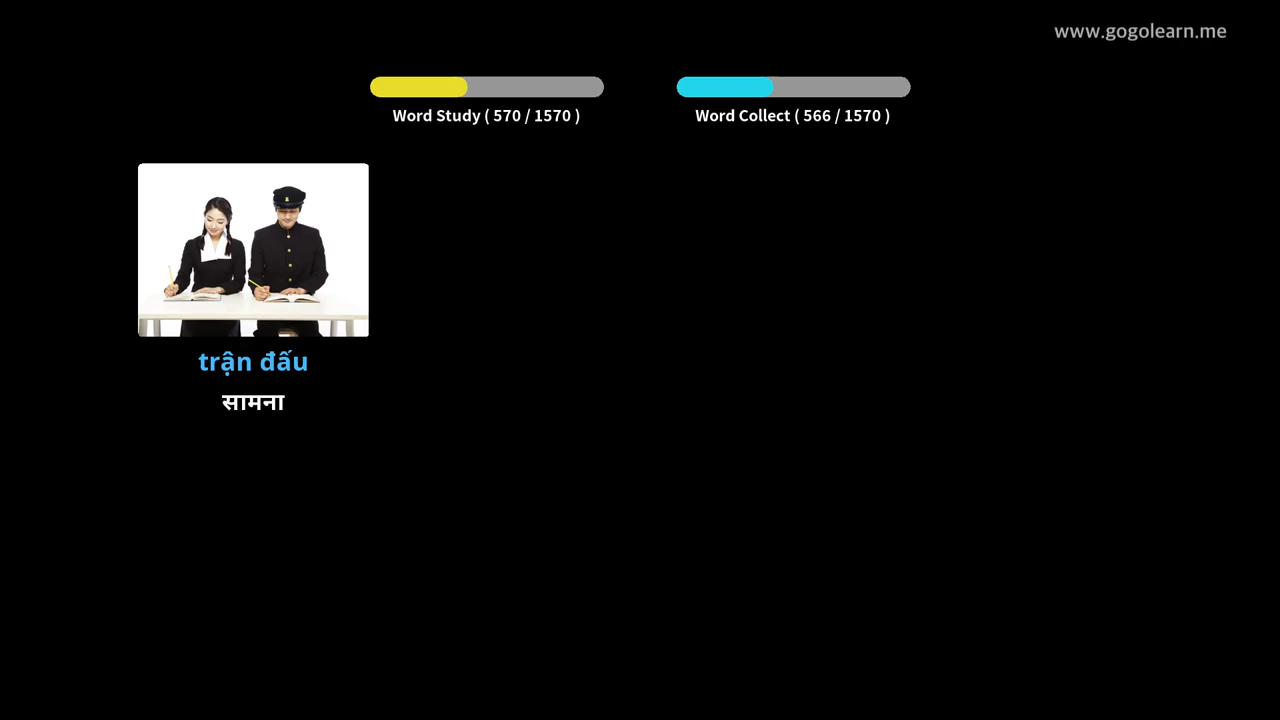 www.gogolearn.me
Word Study ( 570 / 1570 )
Word Collect ( 566 / 1570 )
trận đấu
सामना